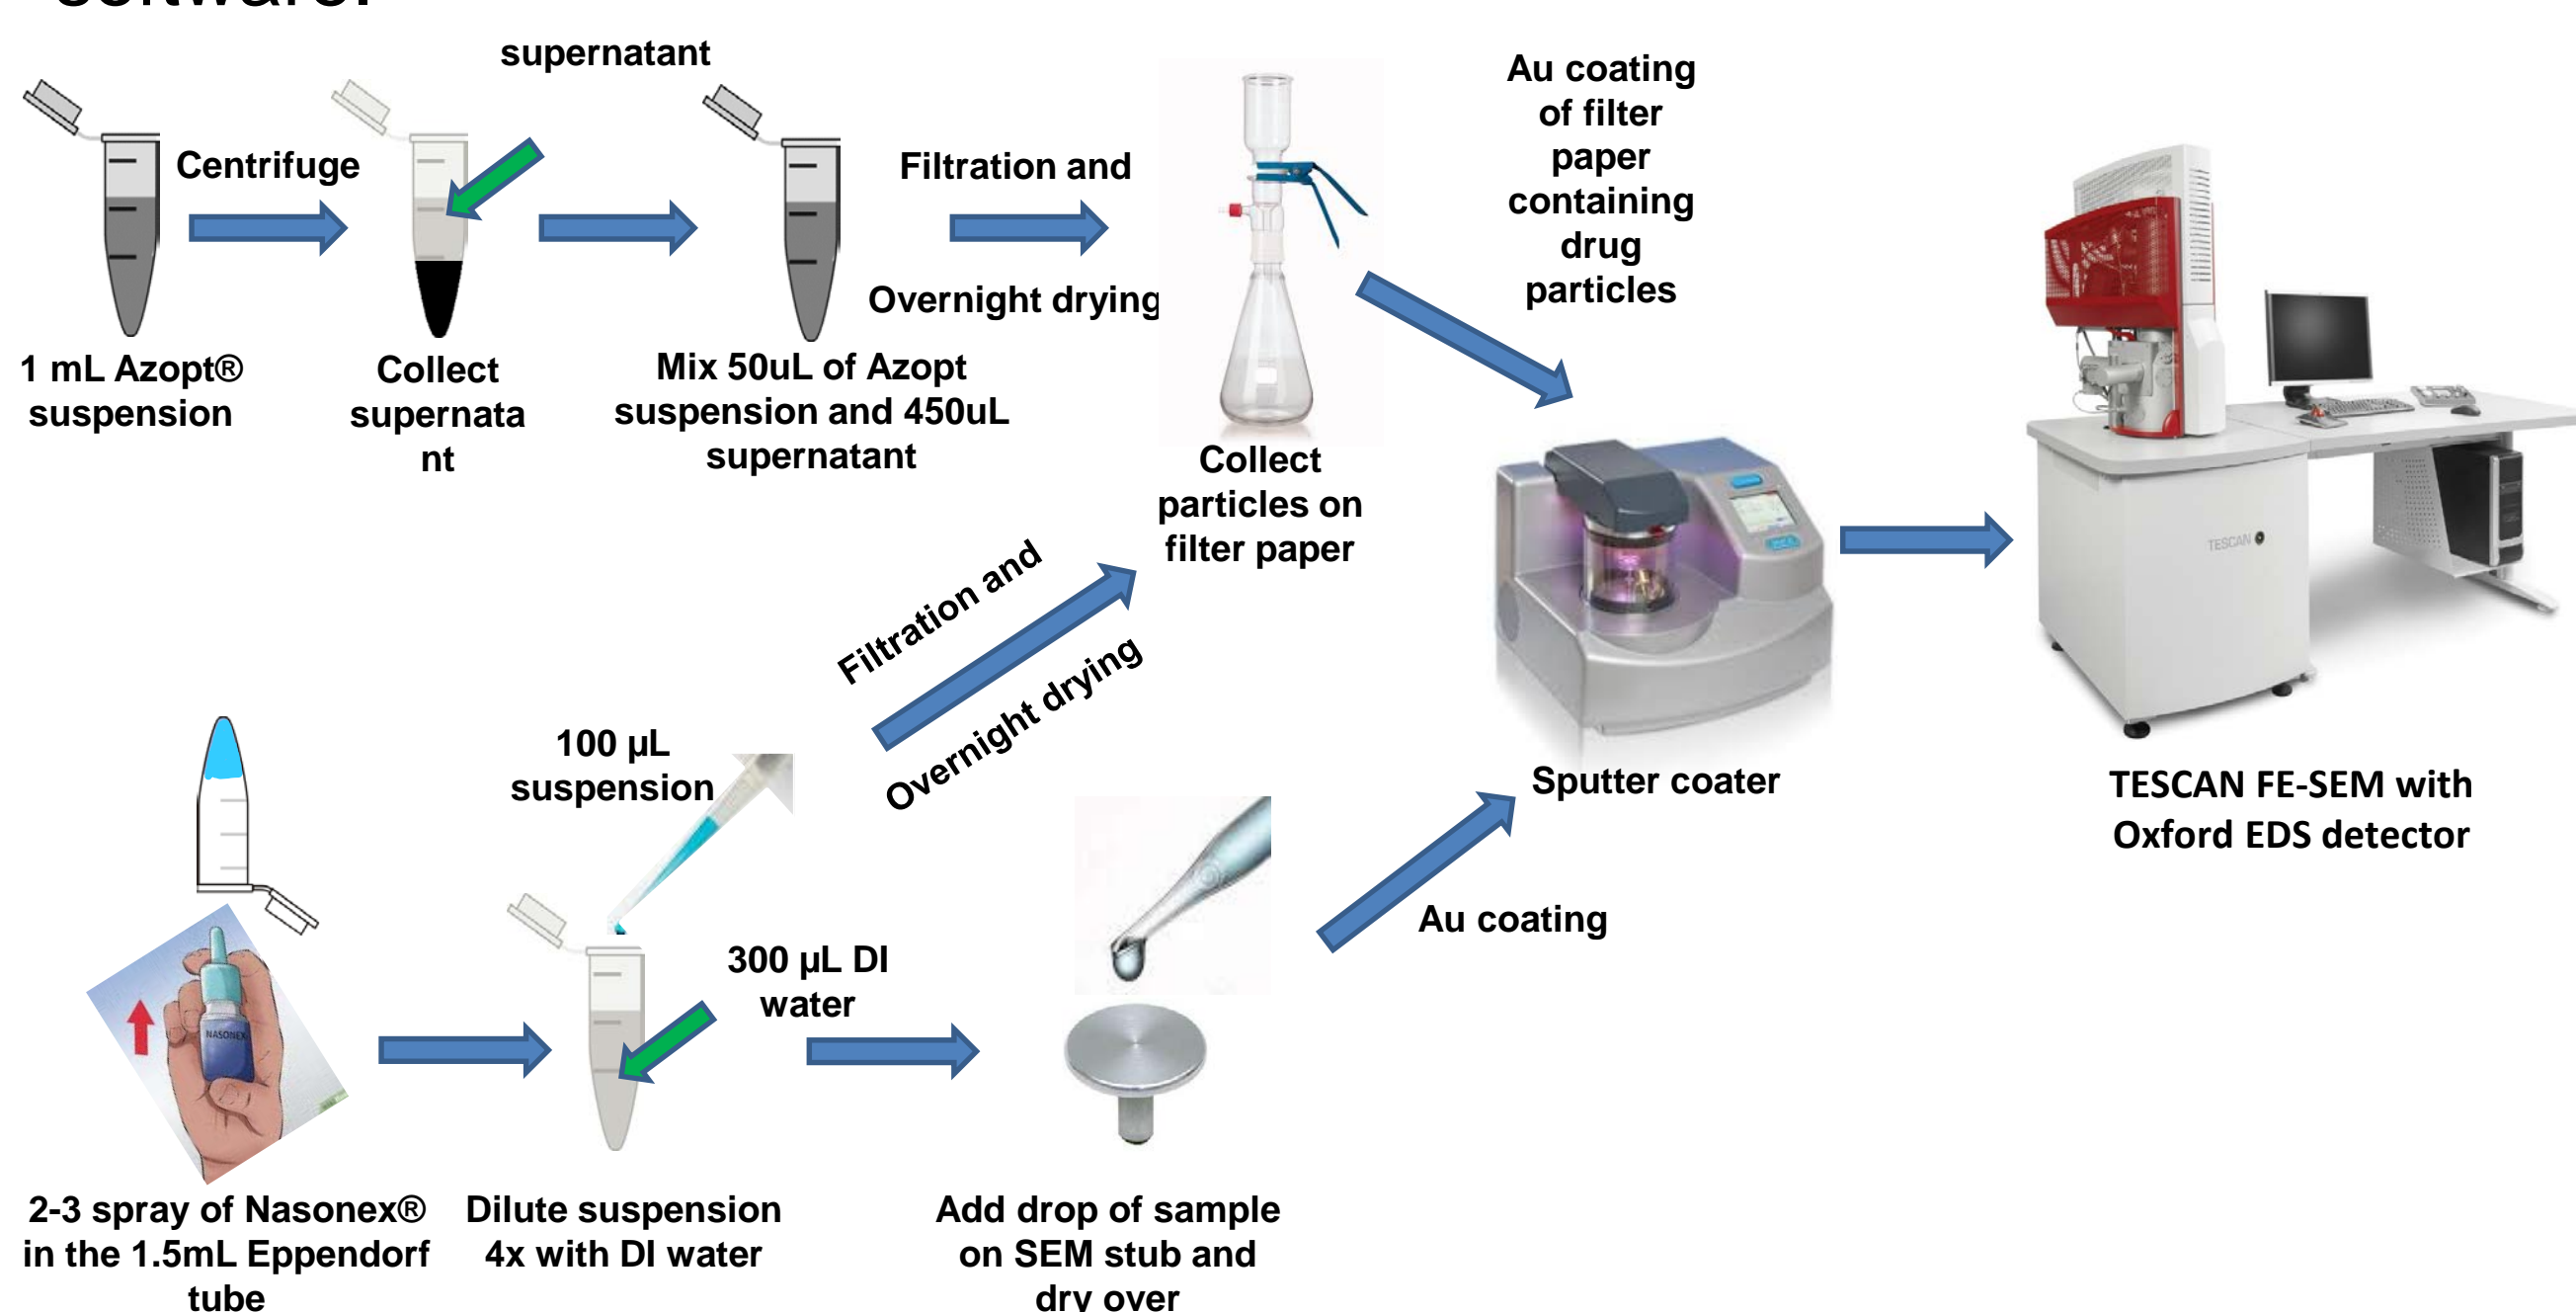 software.
supernatant
Centrifuge
1 mL Azopt®
suspension
Collect
supernata
nt
Mix 50uL of Azopt
suspension and 450uL
supernatant
Filtration and
Overnight drying
Collect
particles on
filter paper
Au coating
of filter
paper
containing
drug
particles
Sputter coater
TESCAN
TESCAN FE-SEM with
Oxford EDS detector
Filtration and
Overnight drying
NASONEX
2-3 spray of Nasonex®
in the 1.5mL Eppendorf
tube
100 µL
suspension
300 µL DI
water
Dilute suspension
4x with DI water
Add drop of sample
on SEM stub and
dry over
Au coating